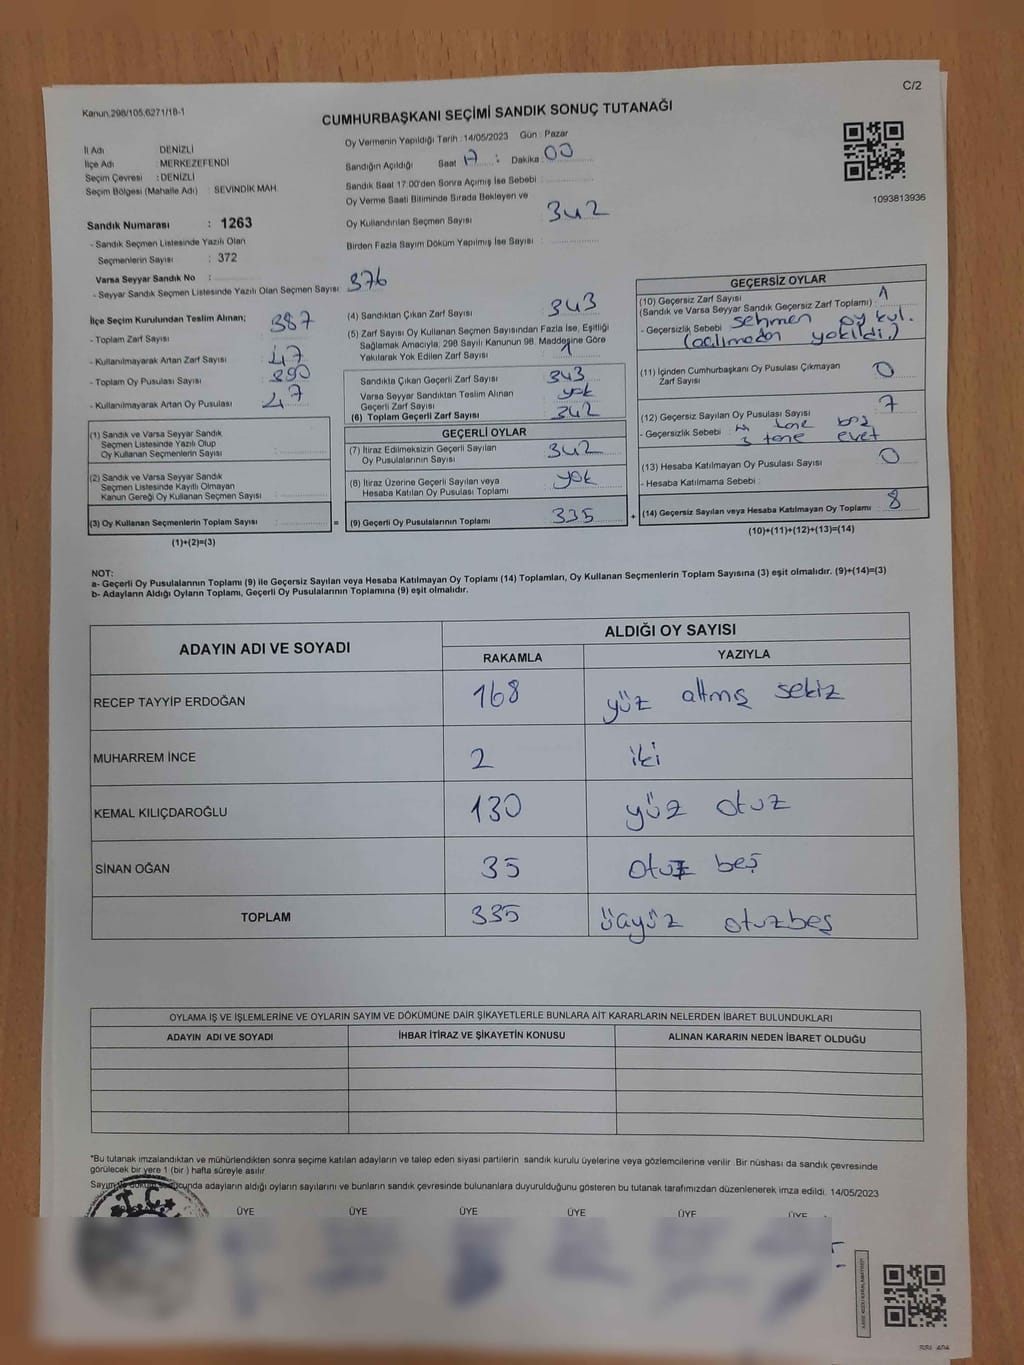 C/2
Kanun:298/105,6271/18-1
CUMHURBAŞKANI SEÇİMİ SANDIK SONUÇ TUTANAĞI
İl Adı DENİZLİ
İlçe Adı : MERKEZEFENDİ
Seçim Çevresi : DENİZLİ
Seçim Bölgesi (Mahalle Adı) : SEVİNDİK MAH.
Sandık Numarası : 1263
- Sandık Seçmen Listesinde Yazılı Olan
Seçmenlerin Sayısı : 372
Varsa Seyyar Sandık No :
- Seyyar Sandık Seçmen Listesinde Yazılı Olan Seçmen Sayısı 376
Oy Vermenin Yapıldığı Tarih : 14/05/2023 Gün : Pazar
Sandığın Açıldığı Saat 17 : Dakika 00
Sandık Saat 17:00'den Sonra Açımış İse Sebebi :
Oy Verme Saati Bitiminde Sırada Bekleyen ve
Oy Kullandırılan Seçmen Sayısı : 342
Birden Fazla Sayım Döküm Yapılmış İse Sayısı :
1093813936
İlçe Seçim Kurulundan Teslim Alınan;
- Toplam Zarf Sayısı : 387
- Kullanılmayarak Artan Zarf Sayısı : 47
- Toplam Oy Pusulası Sayısı : 390
- Kullanılmayarak Artan Oy Pusulası : 47
(4) Sandıktan Çıkan Zarf Sayısı : 343
(5) Zarf Sayısı Oy Kullanan Seçmen Sayısından Fazla İse, Eşitliği
Sağlamak Amacıyla, 298 Sayılı Kanunun 98. Maddesine Göre
Yakılarak Yok Edilen Zarf Sayısı : 1
Sandıkta Çıkan Geçerli Zarf Sayısı : 343
Varsa Seyyar Sandıktan Teslim Alınan
Geçerli Zarf Sayısı : yok
(6) Toplam Geçerli Zarf Sayısı : 342
GEÇERSİZ OYLAR
(10) Geçersiz Zarf Sayısı
(Sandık ve Varsa Seyyar Sandık Geçersiz Zarf Toplamı) : 1
- Geçersizlik Sebebi : sehmen oy kul.
(açılmadan yakıldı)
(11) İçinden Cumhurbaşkanı Oy Pusulası Çıkmayan
Zarf Sayısı : 0
(12) Geçersiz Sayılan Oy Pusulası Sayısı : 7
- Geçersizlik Sebebi : tane boş
3 tane evet
(13) Hesaba Katılmayan Oy Pusulası Sayısı : 0
- Hesaba Katılmama Sebebi :
(14) Geçersiz Sayılan veya Hesaba Katılmayan Oy Toplamı : 8
(10)+(11)+(12)+(13)=(14)
(1) Sandık ve Varsa Seyyar Sandık
Seçmen Listesinde Yazılı Olup
Oy Kullanan Seçmenlerin Sayısı :
(2) Sandık ve Varsa Seyyar Sandık
Seçmen Listesinde Kayıtlı Olmayan
Kanun Gereği Oy Kullanan Seçmen Sayısı :
(3) Oy Kullanan Seçmenlerin Toplam Sayısı :
(1)+(2)=(3)
=
GEÇERLİ OYLAR
(7) İtiraz Edilmeksizin Geçerli Sayılan
Oy Pusulalarının Sayısı : 342
(8) İtiraz Üzerine Geçerli Sayılan veya
Hesaba Katılan Oy Pusulası Toplamı : yok
(9) Geçerli Oy Pusulalarının Toplamı : 335
+
NOT:
a- Geçerli Oy Pusulalarının Toplamı (9) ile Geçersiz Sayılan veya Hesaba Katılmayan Oy Toplamı (14) Toplamları, Oy Kullanan Seçmenlerin Toplam Sayısına (3) eşit olmalıdır. (9)+(14)=(3)
b- Adayların Aldığı Oyların Toplamı, Geçerli Oy Pusulalarının Toplamına (9) eşit olmalıdır.
ADAYIN ADI VE SOYADI
ALDIĞI OY SAYISI
RAKAMLA YAZIYLA
RECEP TAYYİP ERDOĞAN 168 yüz altmış sekiz
MUHARREM İNCE 2 iki
KEMAL KILIÇDAROĞLU 130 yüz otuz
SİNAN OĞAN 35 otuz beş
TOPLAM 335 üçyüz otuzbeş
OYLAMA İŞ VE İŞLEMLERİNE VE OYLARIN SAYIM VE DÖKÜMÜNE DAİR ŞİKAYETLERLE BUNLARA AİT KARARLARIN NELERDEN İBARET BULUNDUKLARI
ADAYIN ADI VE SOYADI İHBAR İTİRAZ VE ŞİKAYETİN KONUSU ALINAN KARARIN NEDEN İBARET OLDUĞU
*Bu tutanak imzalandıktan ve mühürlendikten sonra seçime katılan adayların ve talep eden siyasi partilerin sandık kurulu üyelerine veya gözlemcilerine verilir. Bir nüshası da sandık çevresinde
görülecek bir yere 1 (bir) hafta süreyle asılır.
Sayım ve adayların aldığı oyların sayılarını ve bunların sandık çevresinde bulunanlara duyurulduğunu gösteren bu tutanak tarafımızdan düzenlenerek imza edildi. 14/05/2023
T.C.
ÜYE ÜYE ÜYE ÜYE ÜYE ÜYE